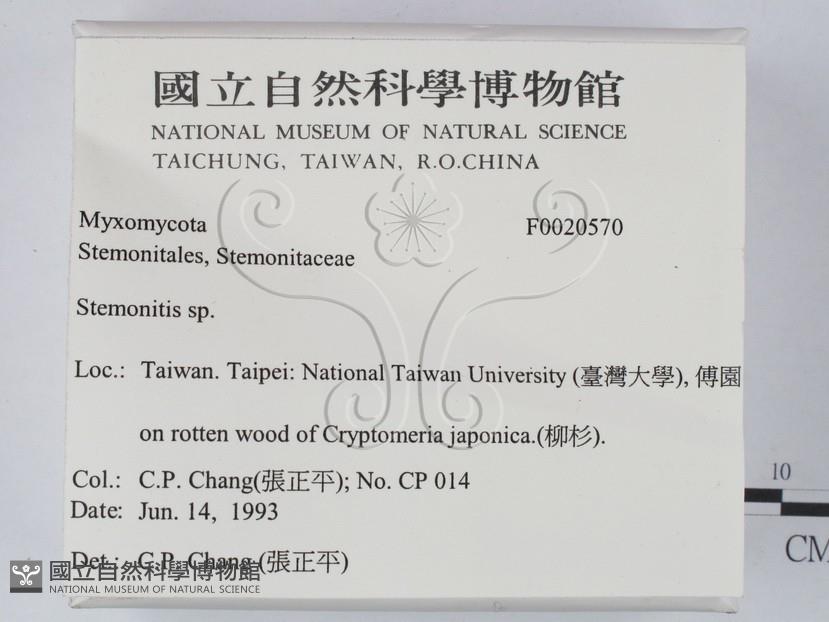 國立自然科學博物館
NATIONAL MUSEUM OF NATURAL SCIENCE
TAICHUNG, TAIWAN, R.O.CHINA
Myxomycota F0020570
Stemonitales, Stemonitaceae
Stemonitis sp.
Loc.: Taiwan. Taipei: National Taiwan University (臺灣大學), 傅園
on rotten wood of Cryptomeria japonica.(柳杉).
Col.: C.P. Chang(張正平); No. CP 014
Date: Jun. 14, 1993
Det.: C.P. Chang (張正平)
10
CM
國立自然科學博物館
NATIONAL MUSEUM OF NATURAL SCIENCE